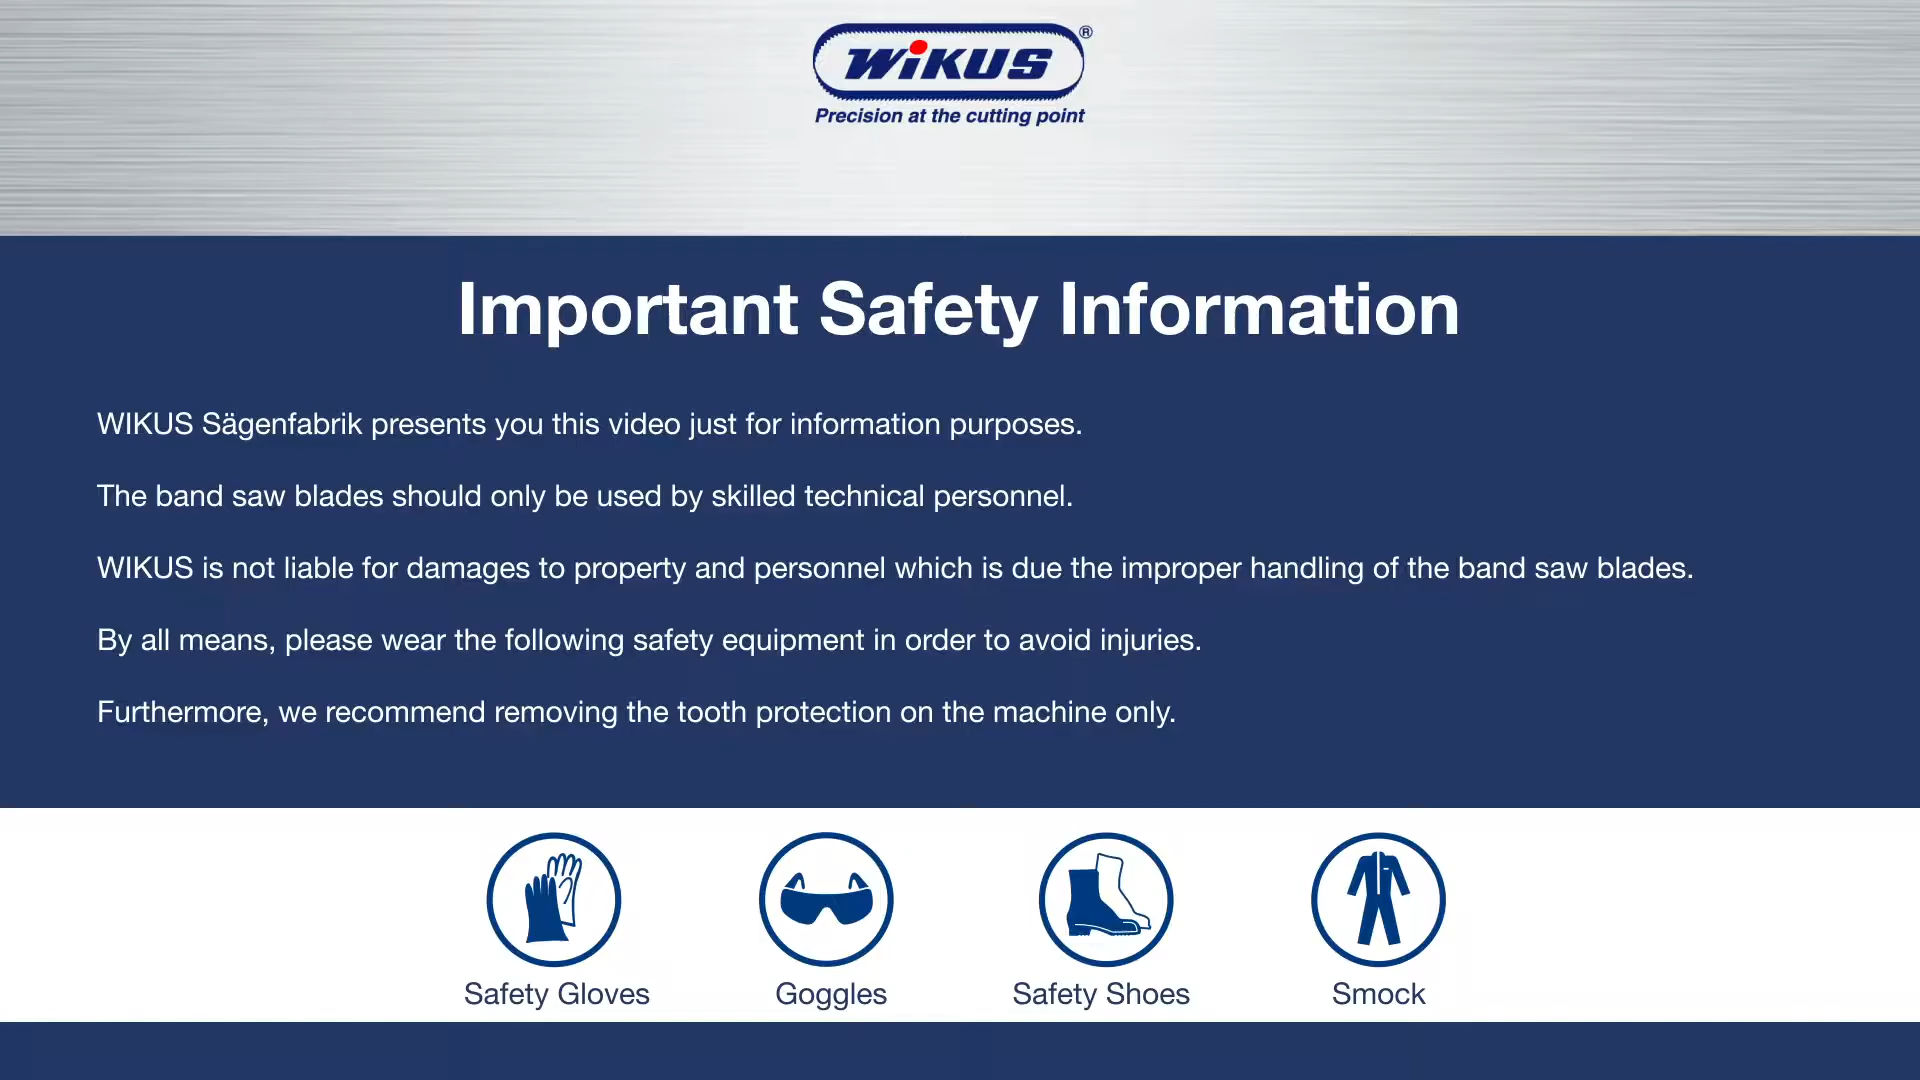 WiKUS®
Precision at the cutting point
Important Safety Information
WIKUS Sägenfabrik presents you this video just for information purposes.
The band saw blades should only be used by skilled technical personnel.
WIKUS is not liable for damages to property and personnel which is due the improper handling of the band saw blades.
By all means, please wear the following safety equipment in order to avoid injuries.
Furthermore, we recommend removing the tooth protection on the machine only.
Safety Gloves
Goggles
Safety Shoes
Smock